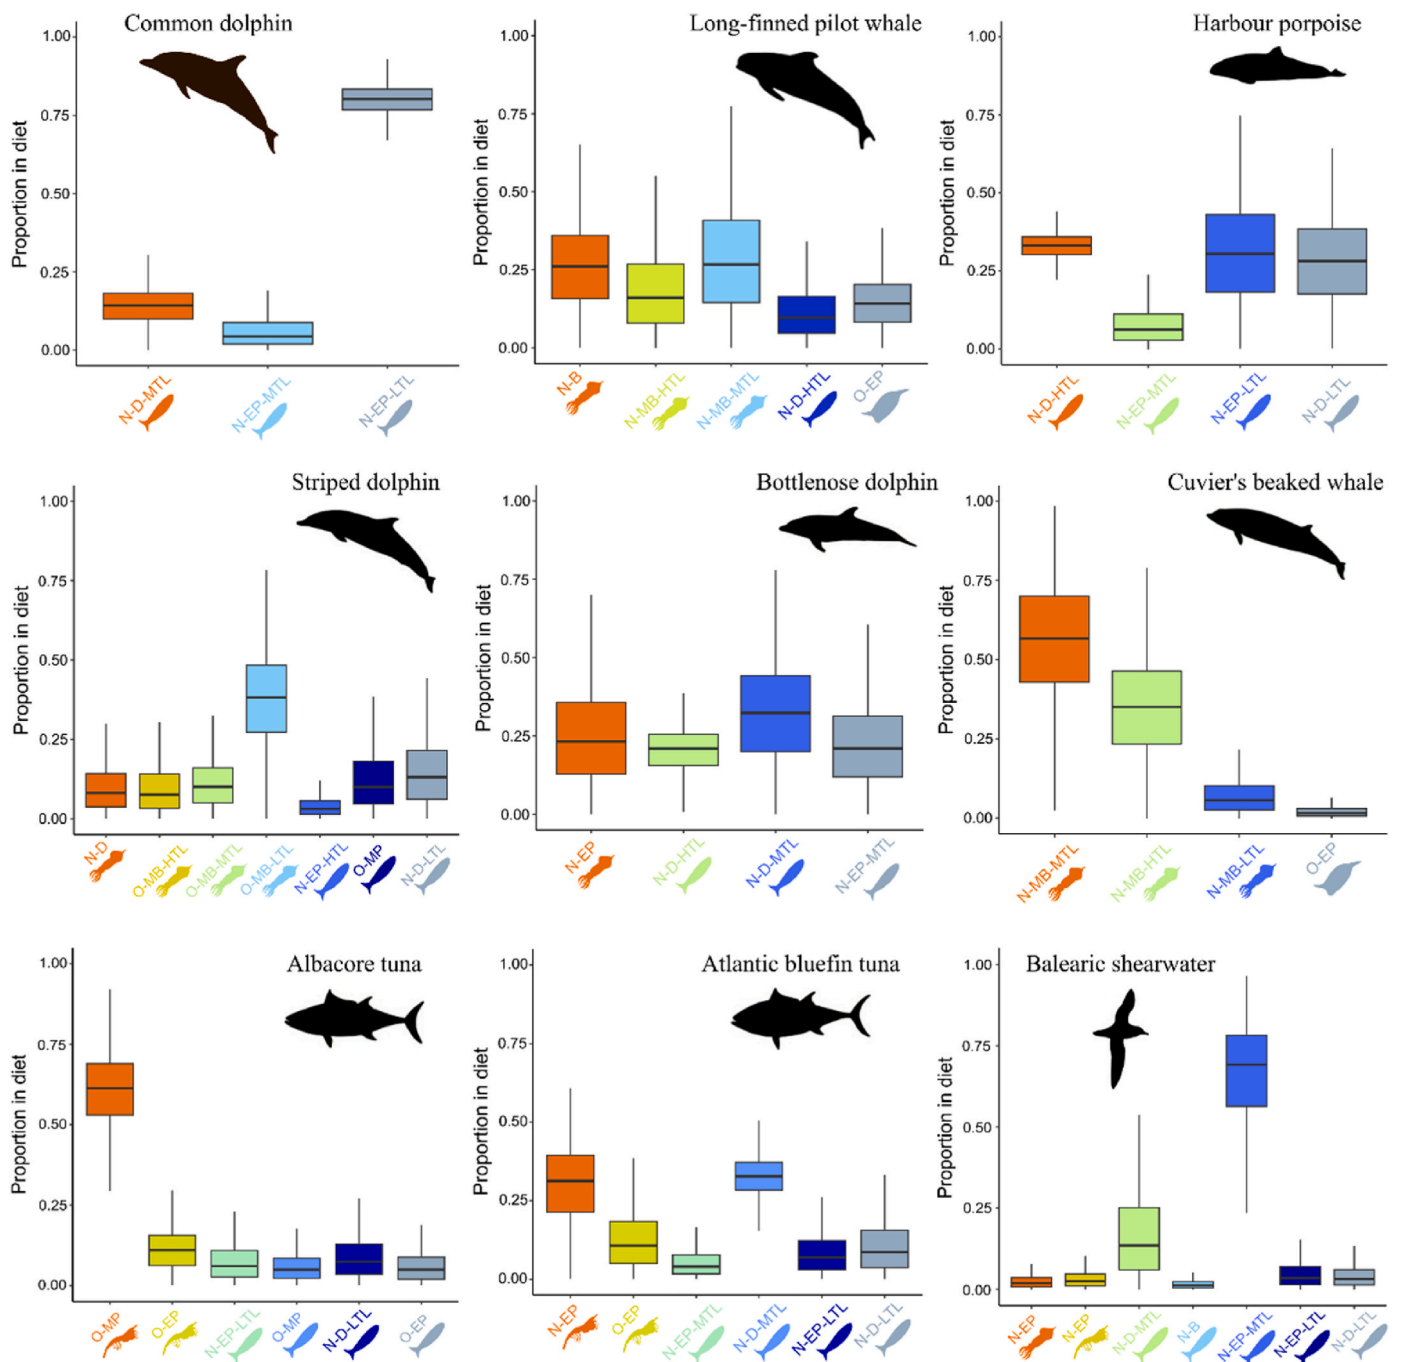 Common dolphin
Proportion in diet
1.00
0.75
0.50
0.25
0.00
N-D-MTL
N-EP-MTL
N-EP-LTL
Long-finned pilot whale
Proportion in diet
1.00
0.75
0.50
0.25
0.00
N-B
N-MB-HTL
N-MB-MTL
N-D-HTL
O-EP
Harbour porpoise
Proportion in diet
1.00
0.75
0.50
0.25
0.00
N-D-HTL
N-EP-MTL
N-EP-LTL
N-D-LTL
Striped dolphin
Proportion in diet
1.00
0.75
0.50
0.25
0.00
N-D
O-MB-HTL
O-MB-MTL
O-MB-LTL
N-EP-HTL
O-MP
N-D-LTL
Bottlenose dolphin
Proportion in diet
1.00
0.75
0.50
0.25
0.00
N-EP
N-D-HTL
N-D-MTL
N-EP-MTL
Cuvier's beaked whale
Proportion in diet
1.00
0.75
0.50
0.25
0.00
N-MB-MTL
N-MB-HTL
N-MB-LTL
O-EP
Albacore tuna
Proportion in diet
1.00
0.75
0.50
0.25
0.00
O-MP
O-EP
N-EP-LTL
O-MP
N-D-LTL
O-EP
Atlantic bluefin tuna
Proportion in diet
1.00
0.75
0.50
0.25
0.00
N-EP
O-EP
N-EP-MTL
N-D-MTL
N-EP-LTL
N-D-LTL
Balearic shearwater
Proportion in diet
1.00
0.75
0.50
0.25
0.00
N-EP
N-EP
N-D-MTL
N-B
N-EP-MTL
N-EP-LTL
N-D-LTL